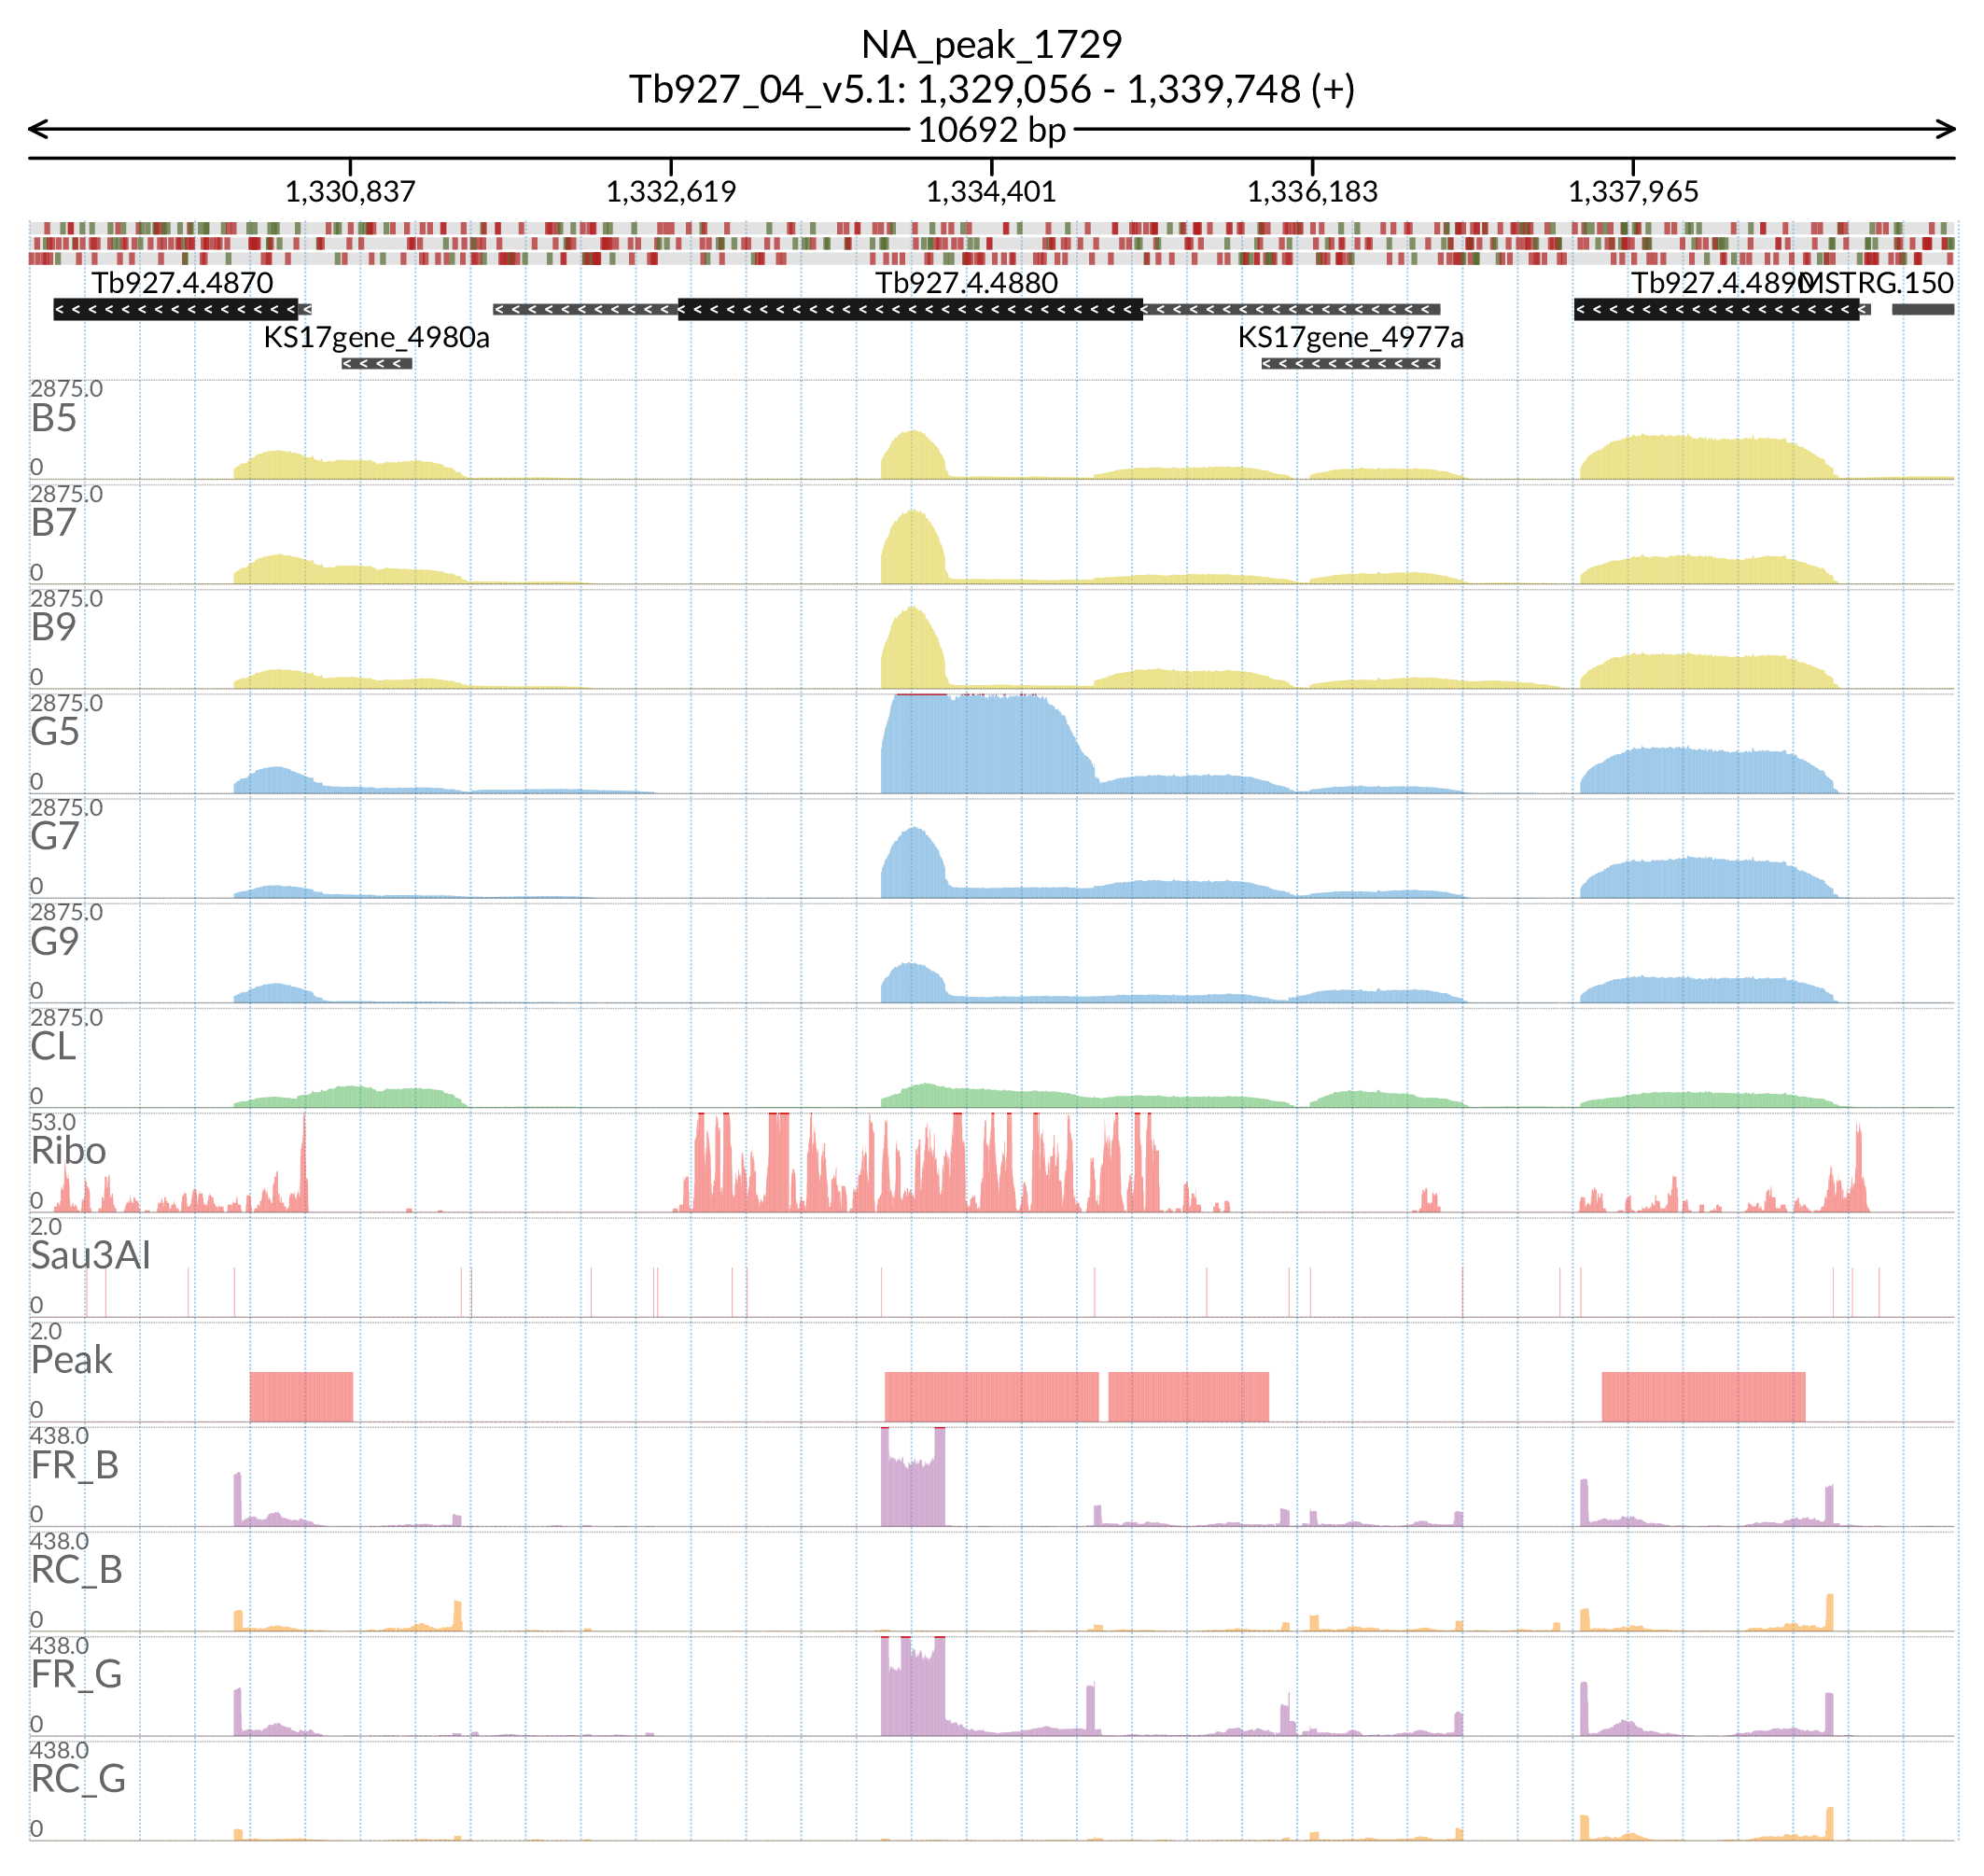 NA_peak_1729
Tb927_04_v5.1: 1,329,056 - 1,339,748 (+)
10692 bp
1,330,837 1,332,619 1,334,401 1,336,183 1,337,965
Tb927.4.4870 Tb927.4.4880 Tb927.4.4890 MSTRG.150
KS17gene_4980a KS17gene_4977a
2875.0
B5
0
2875.0
B7
0
2875.0
B9
0
2875.0
G5
0
2875.0
G7
0
2875.0
G9
0
2875.0
CL
0
53.0
Ribo
0
2.0
Sau3AI
0
2.0
Peak
0
438.0
FR_B
0
438.0
RC_B
0
438.0
FR_G
0
438.0
RC_G
0